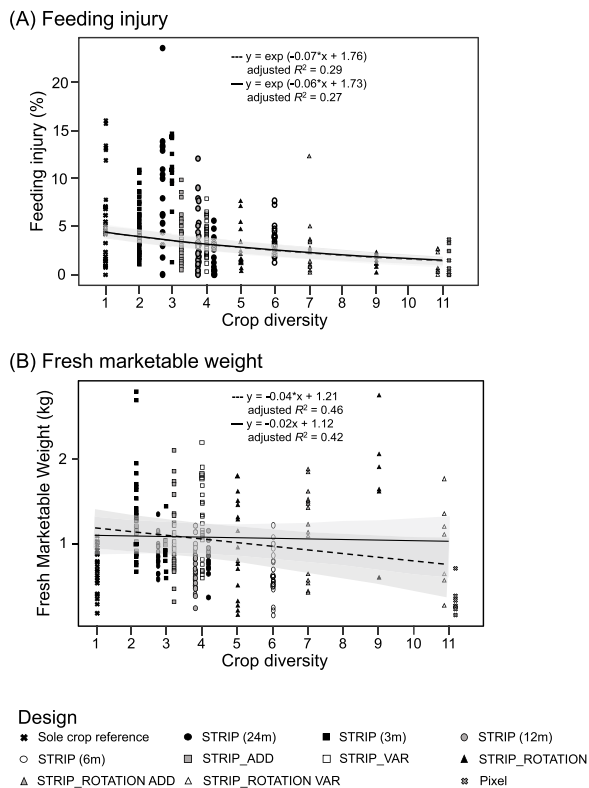 (A) Feeding injury
y = exp (-0.07*x + 1.76)
adjusted R² = 0.29
y = exp (-0.06*x + 1.73)
adjusted R² = 0.27
Feeding injury (%)
20
15
10
5
0
1 2 3 4 5 6 7 8 9 10 11
Crop diversity
(B) Fresh marketable weight
y = -0.04*x + 1.21
adjusted R² = 0.46
y = -0.02x + 1.12
adjusted R² = 0.42
Fresh Marketable Weight (kg)
2
1
1 2 3 4 5 6 7 8 9 10 11
Crop diversity
Design
Sole crop reference STRIP (24m) STRIP (3m) STRIP (12m)
STRIP (6m) STRIP_ADD STRIP_VAR STRIP_ROTATION
STRIP_ROTATION ADD STRIP_ROTATION VAR Pixel